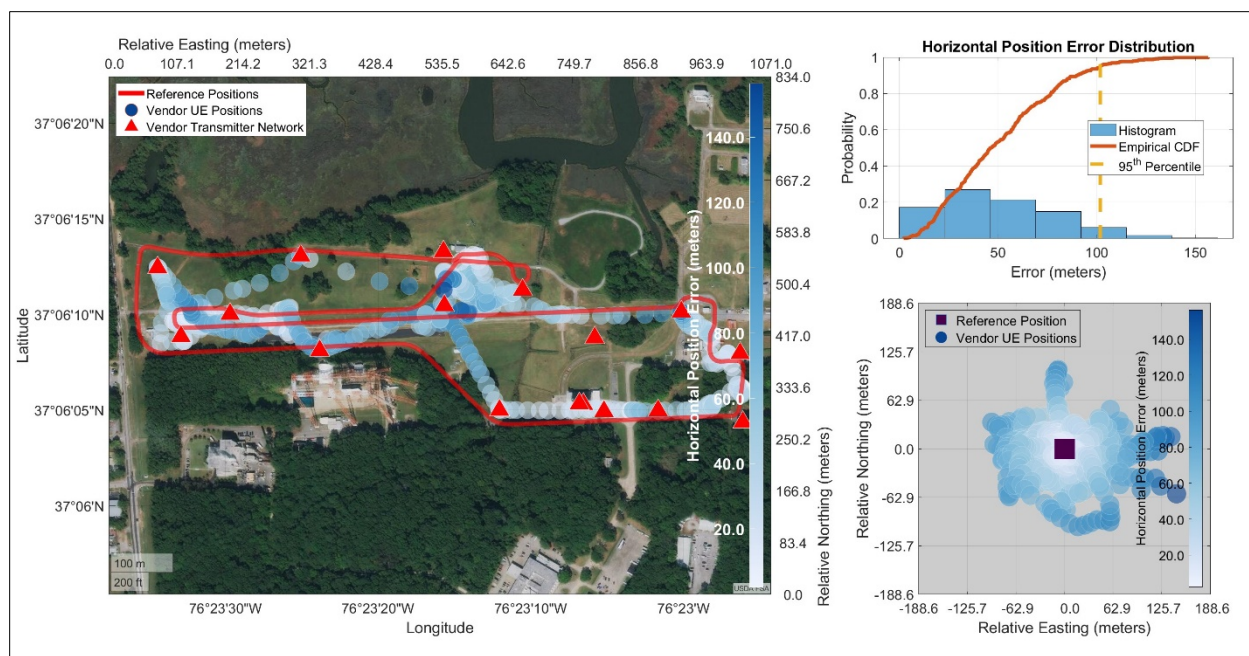 Relative Easting (meters)
0.0 107.1 214.2 321.3 428.4 535.5 642.6 749.7 856.8 963.9 1071.0
Reference Positions
Vendor UE Positions
Vendor Transmitter Network
37°06'20"N
37°06'15"N
37°06'10"N
37°06'05"N
37°06'N
Latitude
76°23'30"W 76°23'20"W 76°23'10"W 76°23'W
Longitude
100 m
200 ft
140.0
120.0
100.0
80.0
60.0
40.0
20.0
Horizontal Position Error (meters)
834.0
750.6
667.2
583.8
500.4
417.0
333.6
250.2
166.8
83.4
0.0
Relative Northing (meters)
Horizontal Position Error Distribution
1
0.8
0.6
0.4
0.2
0
Probability
Histogram
Empirical CDF
95th Percentile
0 50 100 150
Error (meters)
188.6
125.7
62.9
0.0
-62.9
-125.7
-188.6
Relative Northing (meters)
Reference Position
Vendor UE Positions
140.0
120.0
100.0
80.0
60.0
40.0
20.0
Horizontal Position Error (meters)
-188.6 -125.7 -62.9 0.0 62.9 125.7 188.6
Relative Easting (meters)